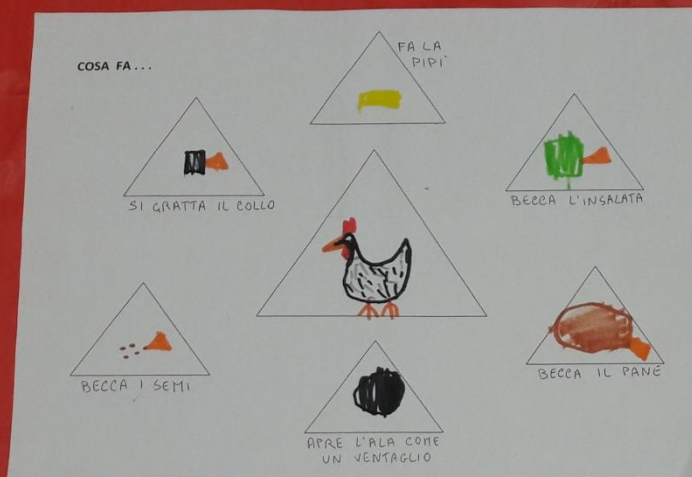 COSA FA...
FA LA
PIPI'
SI GRATTA IL COLLO
BECCA L'INSALATA
BECCA I SEMI
BECCA IL PANE
APRE L'ALA COME
UN VENTAGLIO